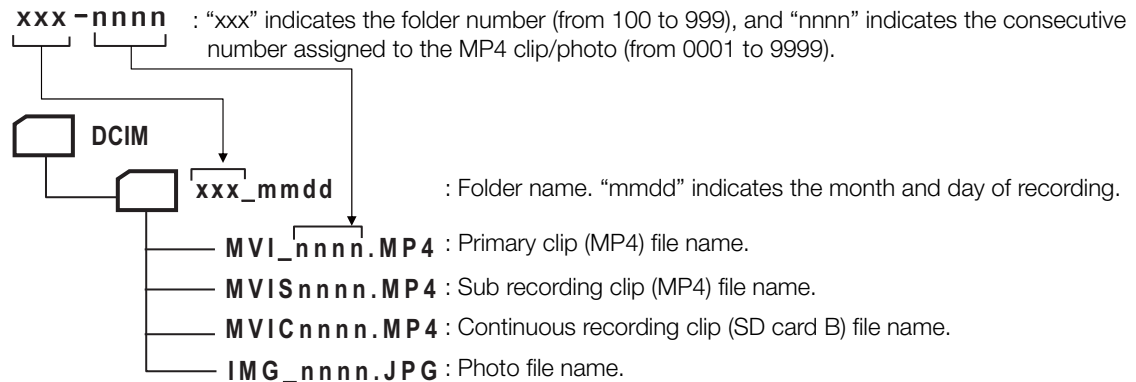 xxx-nnnn : “xxx” indicates the folder number (from 100 to 999), and “nnnn” indicates the consecutive
number assigned to the MP4 clip/photo (from 0001 to 9999).
DCIM
xxx_mmdd : Folder name. “mmdd” indicates the month and day of recording.
MVI_nnnn.MP4 : Primary clip (MP4) file name.
MVISnnnn.MP4 : Sub recording clip (MP4) file name.
MVICnnnn.MP4 : Continuous recording clip (SD card B) file name.
IMG_nnnn.JPG : Photo file name.